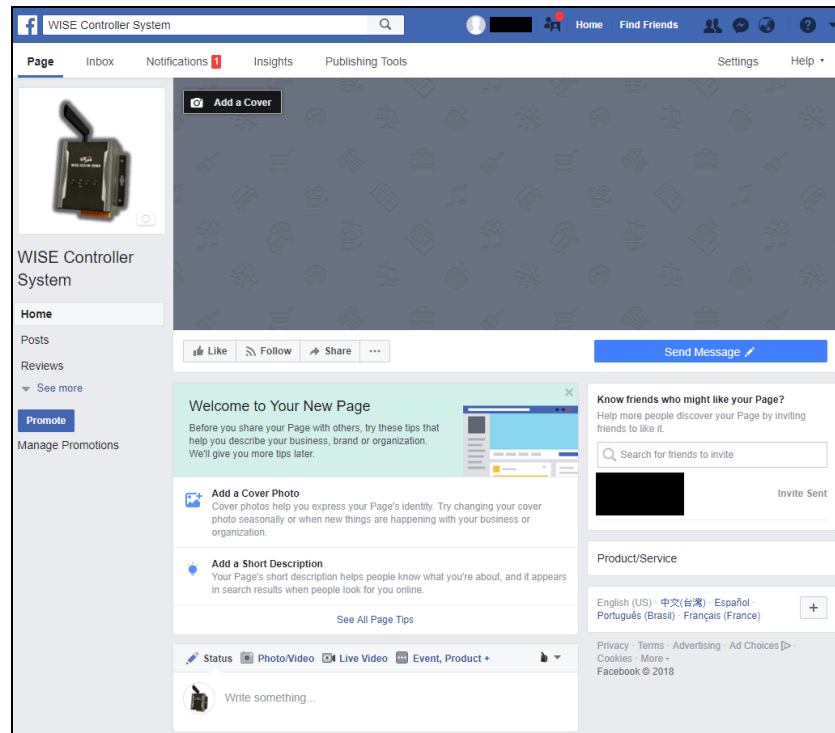 WISE Controller System
Home
Find Friends
Page
Inbox
Notifications 1
Insights
Publishing Tools
Settings
Help
Add a Cover
WISE Controller
System
Home
Posts
Reviews
See more
Promote
Manage Promotions
Like
Follow
Share
Send Message
Welcome to Your New Page
Before you share your Page with others, try these tips that
help you describe your business, brand or organization.
We'll give you more tips later.
Add a Cover Photo
Cover photos help you express your Page's identity. Try changing your cover
photo seasonally or when new things are happening with your business or
organization.
Add a Short Description
Your Page's short description helps people know what you're about, and it appears
in search results when people look for you online.
See All Page Tips
Status
Photo/Video
Live Video
Event, Product +
Write something...
Know friends who might like your Page?
Help more people discover your Page by inviting
friends to like it.
Search for friends to invite
Invite Sent
Product/Service
English (US) · 中文(台灣) · Español ·
Português (Brasil) · Français (France)
Privacy · Terms · Advertising · Ad Choices ·
Cookies · More
Facebook © 2018